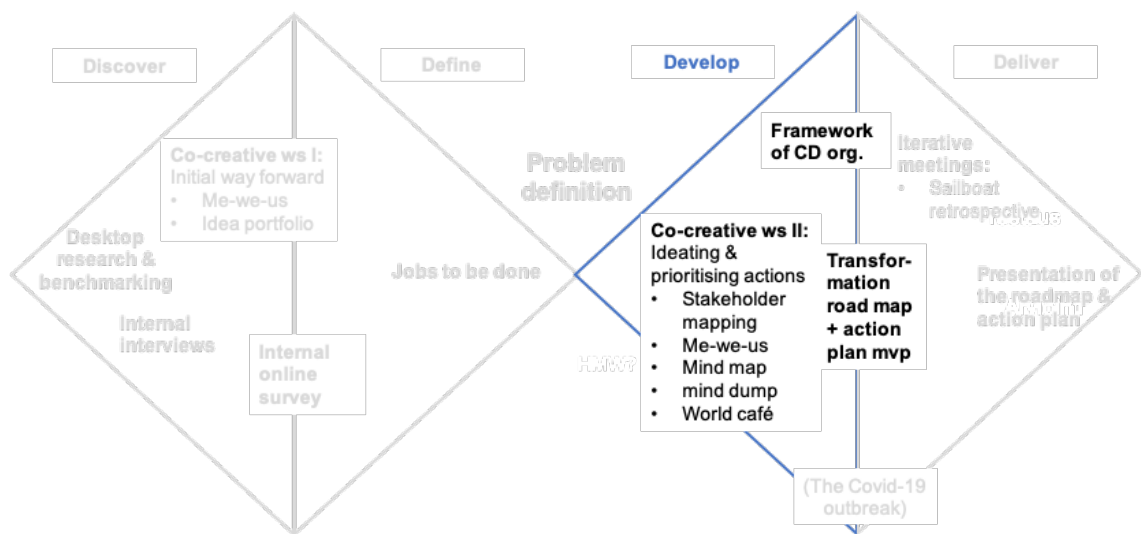 Discover
Define
Develop
Deliver
Co-creative ws I:
Initial way forward
• Me-we-us
• Idea portfolio
Desktop
research &
benchmarking
Internal
interviews
Internal
online
survey
Jobs to be done
Problem
definition
HMW?
Framework
of CD org.
Co-creative ws II:
Ideating &
prioritising actions
• Stakeholder
mapping
• Me-we-us
• Mind map
• mind dump
• World café
Transfor-
mation
road map
+ action
plan mvp
Iterative
meetings:
• Sailboat
retrospective
Presentation of
the roadmap &
action plan
(The Covid-19
outbreak)